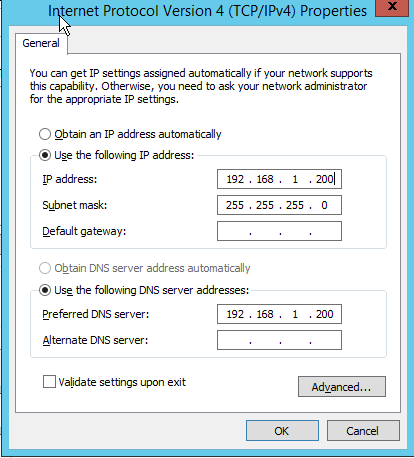 Internet Protocol Version 4 (TCP/IPv4) Properties x
General
You can get IP settings assigned automatically if your network supports
this capability. Otherwise, you need to ask your network administrator
for the appropriate IP settings.
Obtain an IP address automatically
Use the following IP address:
IP address: 192 . 168 . 1 . 200
Subnet mask: 255 . 255 . 255 . 0
Default gateway: . . .
Obtain DNS server address automatically
Use the following DNS server addresses:
Preferred DNS server: 192 . 168 . 1 . 200
Alternate DNS server: . . .
Validate settings upon exit
Advanced...
OK Cancel